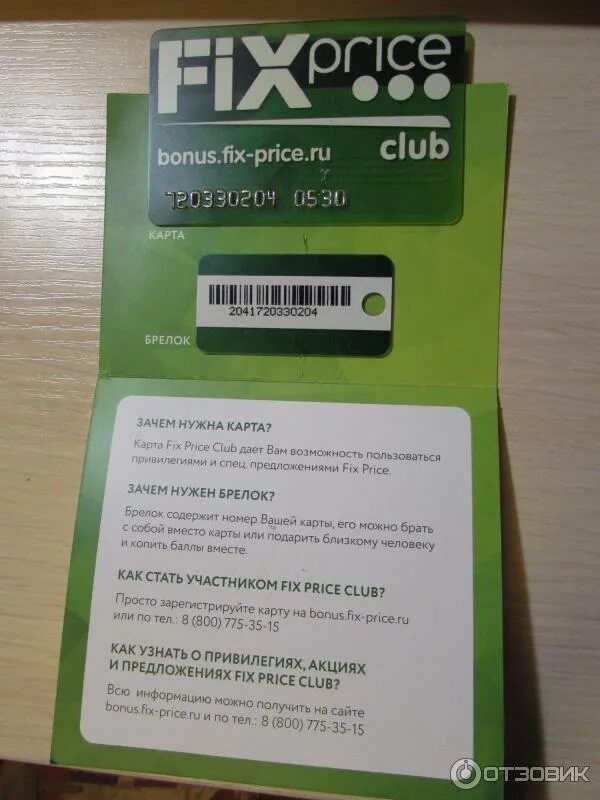 FIX price
bonus.fix-price.ru club
720330204 0530
КАРТА
2041720330204
БРЕЛОК
ЗАЧЕМ НУЖНА КАРТА?
Карта Fix Price Club дает Вам возможность пользоваться
привилегиями и спец. предложениями Fix Price.
ЗАЧЕМ НУЖЕН БРЕЛОК?
Брелок содержит номер Вашей карты, его можно брать
с собой вместо карты или подарить близкому человеку
и копить баллы вместе.
КАК СТАТЬ УЧАСТНИКОМ FIX PRICE CLUB?
Просто зарегистрируйте карту на bonus.fix-price.ru
или по тел.: 8 (800) 775-35-15
КАК УЗНАТЬ О ПРИВИЛЕГИЯХ, АКЦИЯХ
И ПРЕДЛОЖЕНИЯХ FIX PRICE CLUB?
Всю информацию можно получить на сайте
bonus.fix-price.ru и по тел.: 8 (800) 775-35-15
ОТЗОВИК